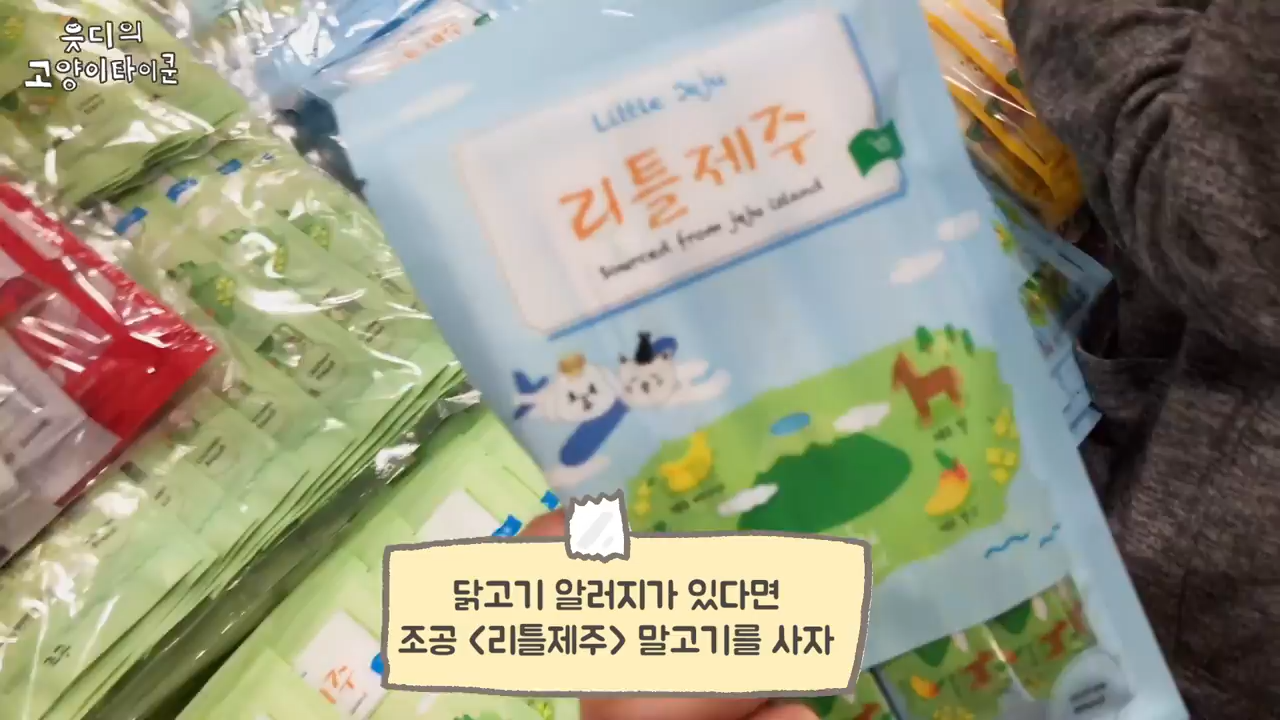 읏디의
고양이타이쿤
Little Jeju
리틀제주
sourced from Jeju island
닭고기 알러지가 있다면
조공 <리틀제주> 말고기를 사자